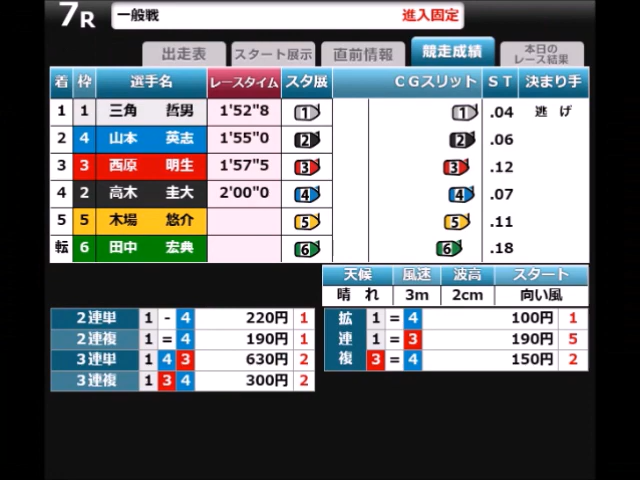 7R 一般戦 進入固定
出走表 スタート展示 直前情報 競走成績 本日の
レース結果
着 枠 選手名 レースタイム スタ展 CGスリット ST 決まり手
1 1 三角 哲男 1'52"8 1 1 .04 逃 げ
2 4 山本 英志 1'55"0 2 2 .06
3 3 西原 明生 1'57"5 3 3 .12
4 2 高木 圭大 2'00"0 4 4 .07
5 5 木場 悠介 5 5 .11
転 6 田中 宏典 6 6 .18
天候 風速 波高 スタート
晴 れ 3m 2cm 向い風
2連単 1 - 4 220円 1
2連複 1 = 4 190円 1
3連単 1 4 3 630円 2
3連複 1 3 4 300円 2
拡 1 = 4 100円 1
連 1 = 3 190円 5
複 3 = 4 150円 2